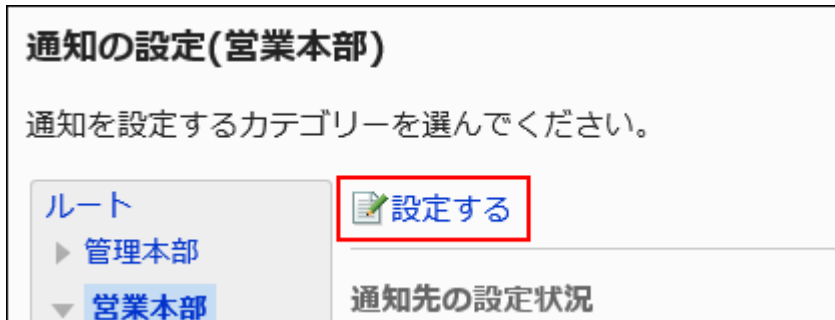 通知の設定(営業本部)
通知を設定するカテゴリーを選んでください。
ルート
管理本部
営業本部
設定する
通知先の設定状況